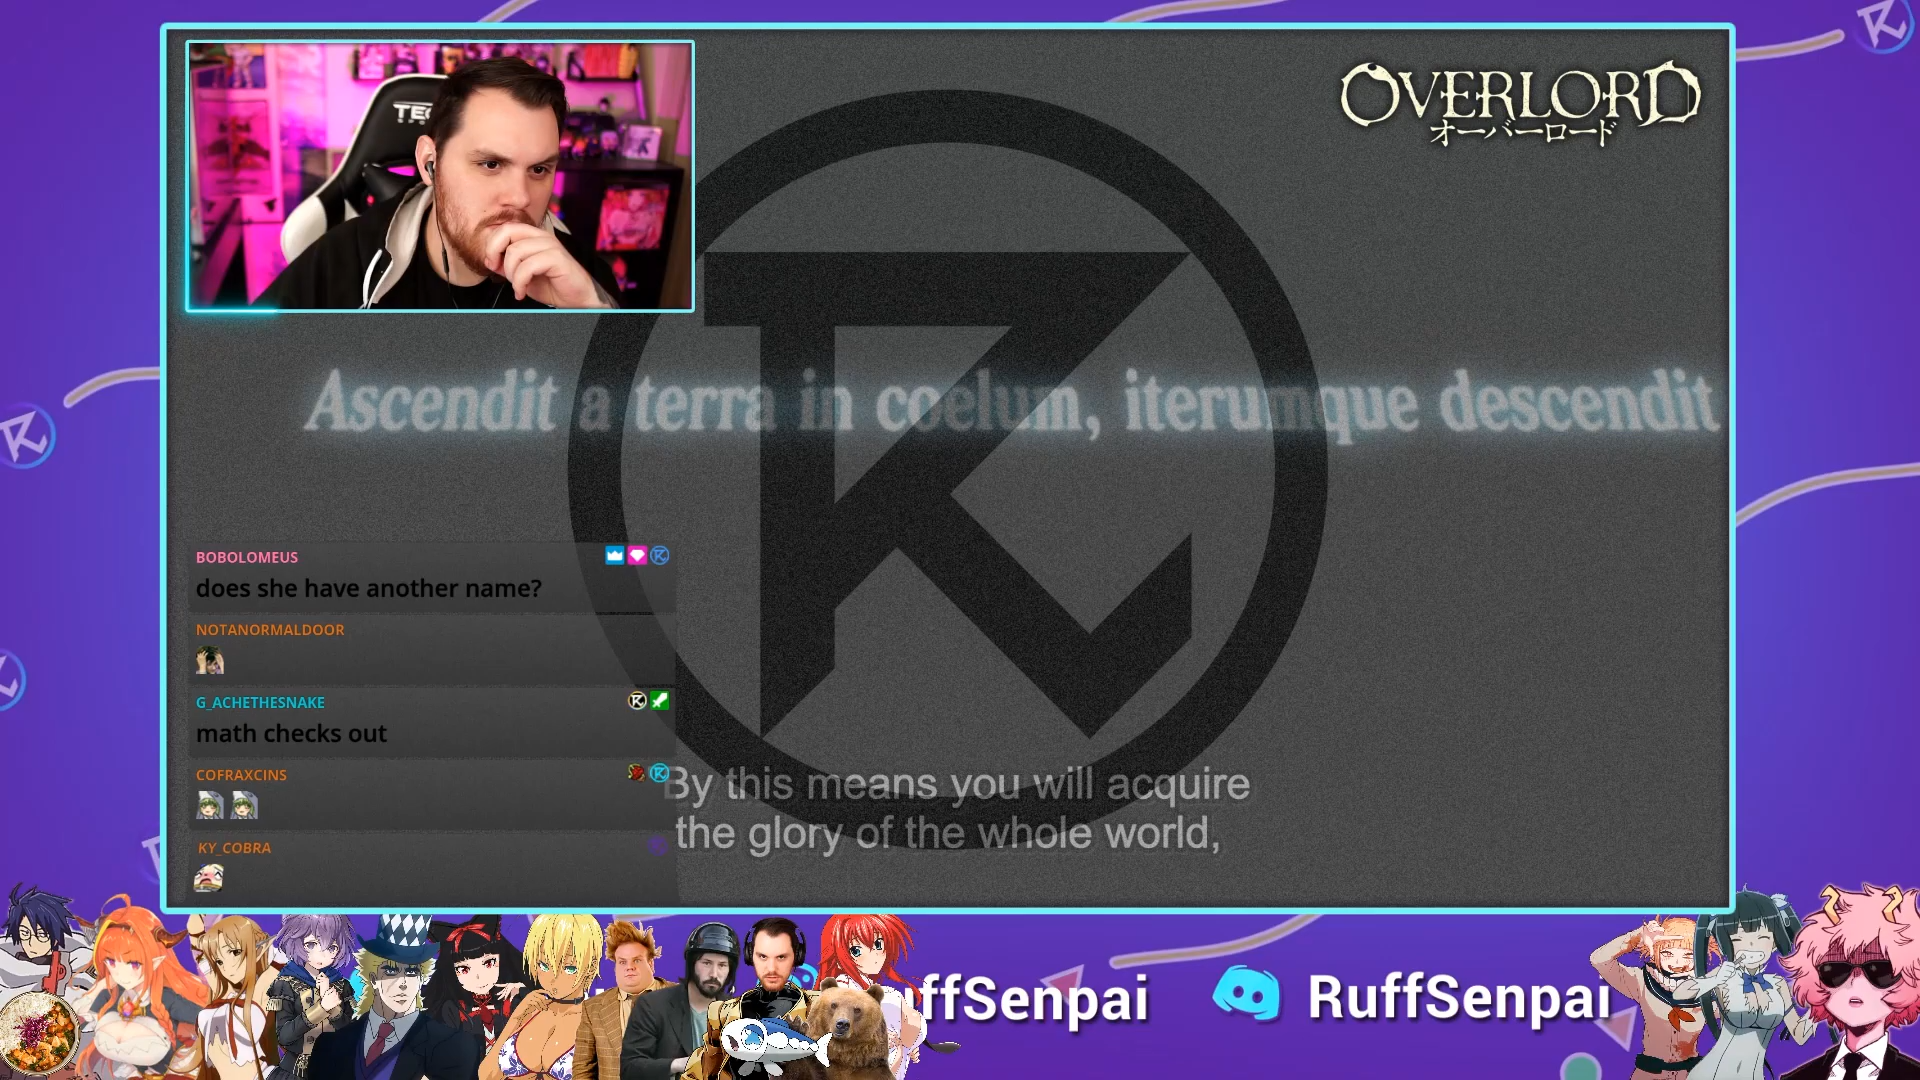 OVERLORD
オーバーロード
Ascendit a terra in coelum, iterumque descendit
BOBOLOMEUS
does she have another name?
NOTANORMALDOOR
G_ACHETHESNAKE
math checks out
COFRAXCINS
KY_COBRA
By this means you will acquire
the glory of the whole world,
ffSenpai
RuffSenpai